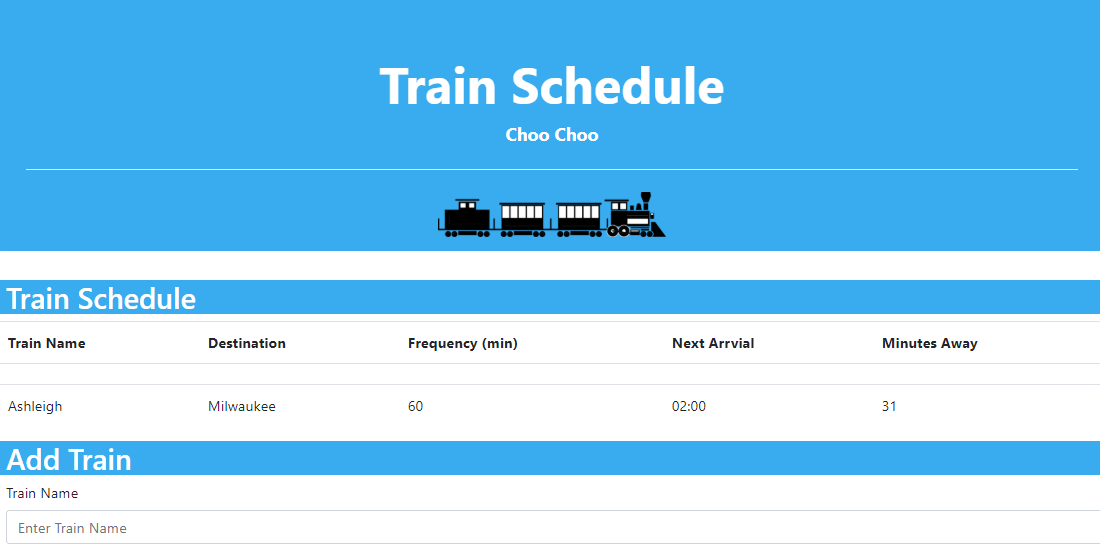 Train Schedule
Choo Choo
Train Schedule
Train Name Destination Frequency (min) Next Arrvial Minutes Away
Ashleigh Milwaukee 60 02:00 31
Add Train
Train Name
Enter Train Name